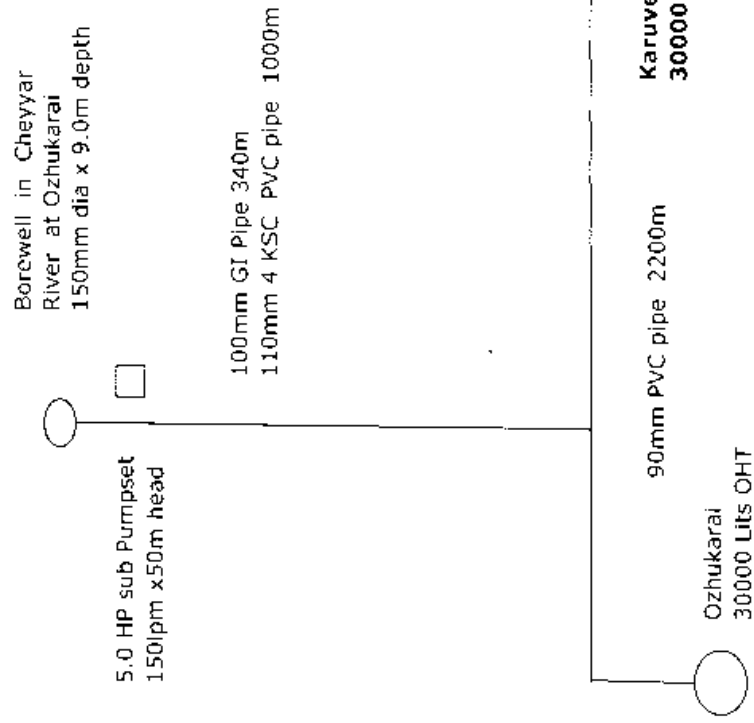 Borewell in Cheyyar
River at Ozhukarai
150mm dia x 9.0m depth
5.0 HP sub Pumpset
150lpm x50m head
100mm GI Pipe 340m
110mm 4 KSC PVC pipe 1000m
90mm PVC pipe 2200m
Ozhukarai
30000 Lits OHT
30000